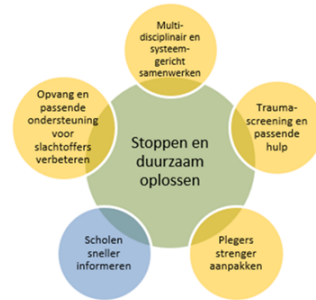 Multi-
disciplinair en
systeem-
gericht
samenwerken
Opvang en
passende
ondersteuning
voor
slachtoffers
verbeteren
Trauma-
screening en
passende
hulp
Stoppen en
duurzaam
oplossen
Scholen
sneller
informeren
Plegers
strenger
aanpakken